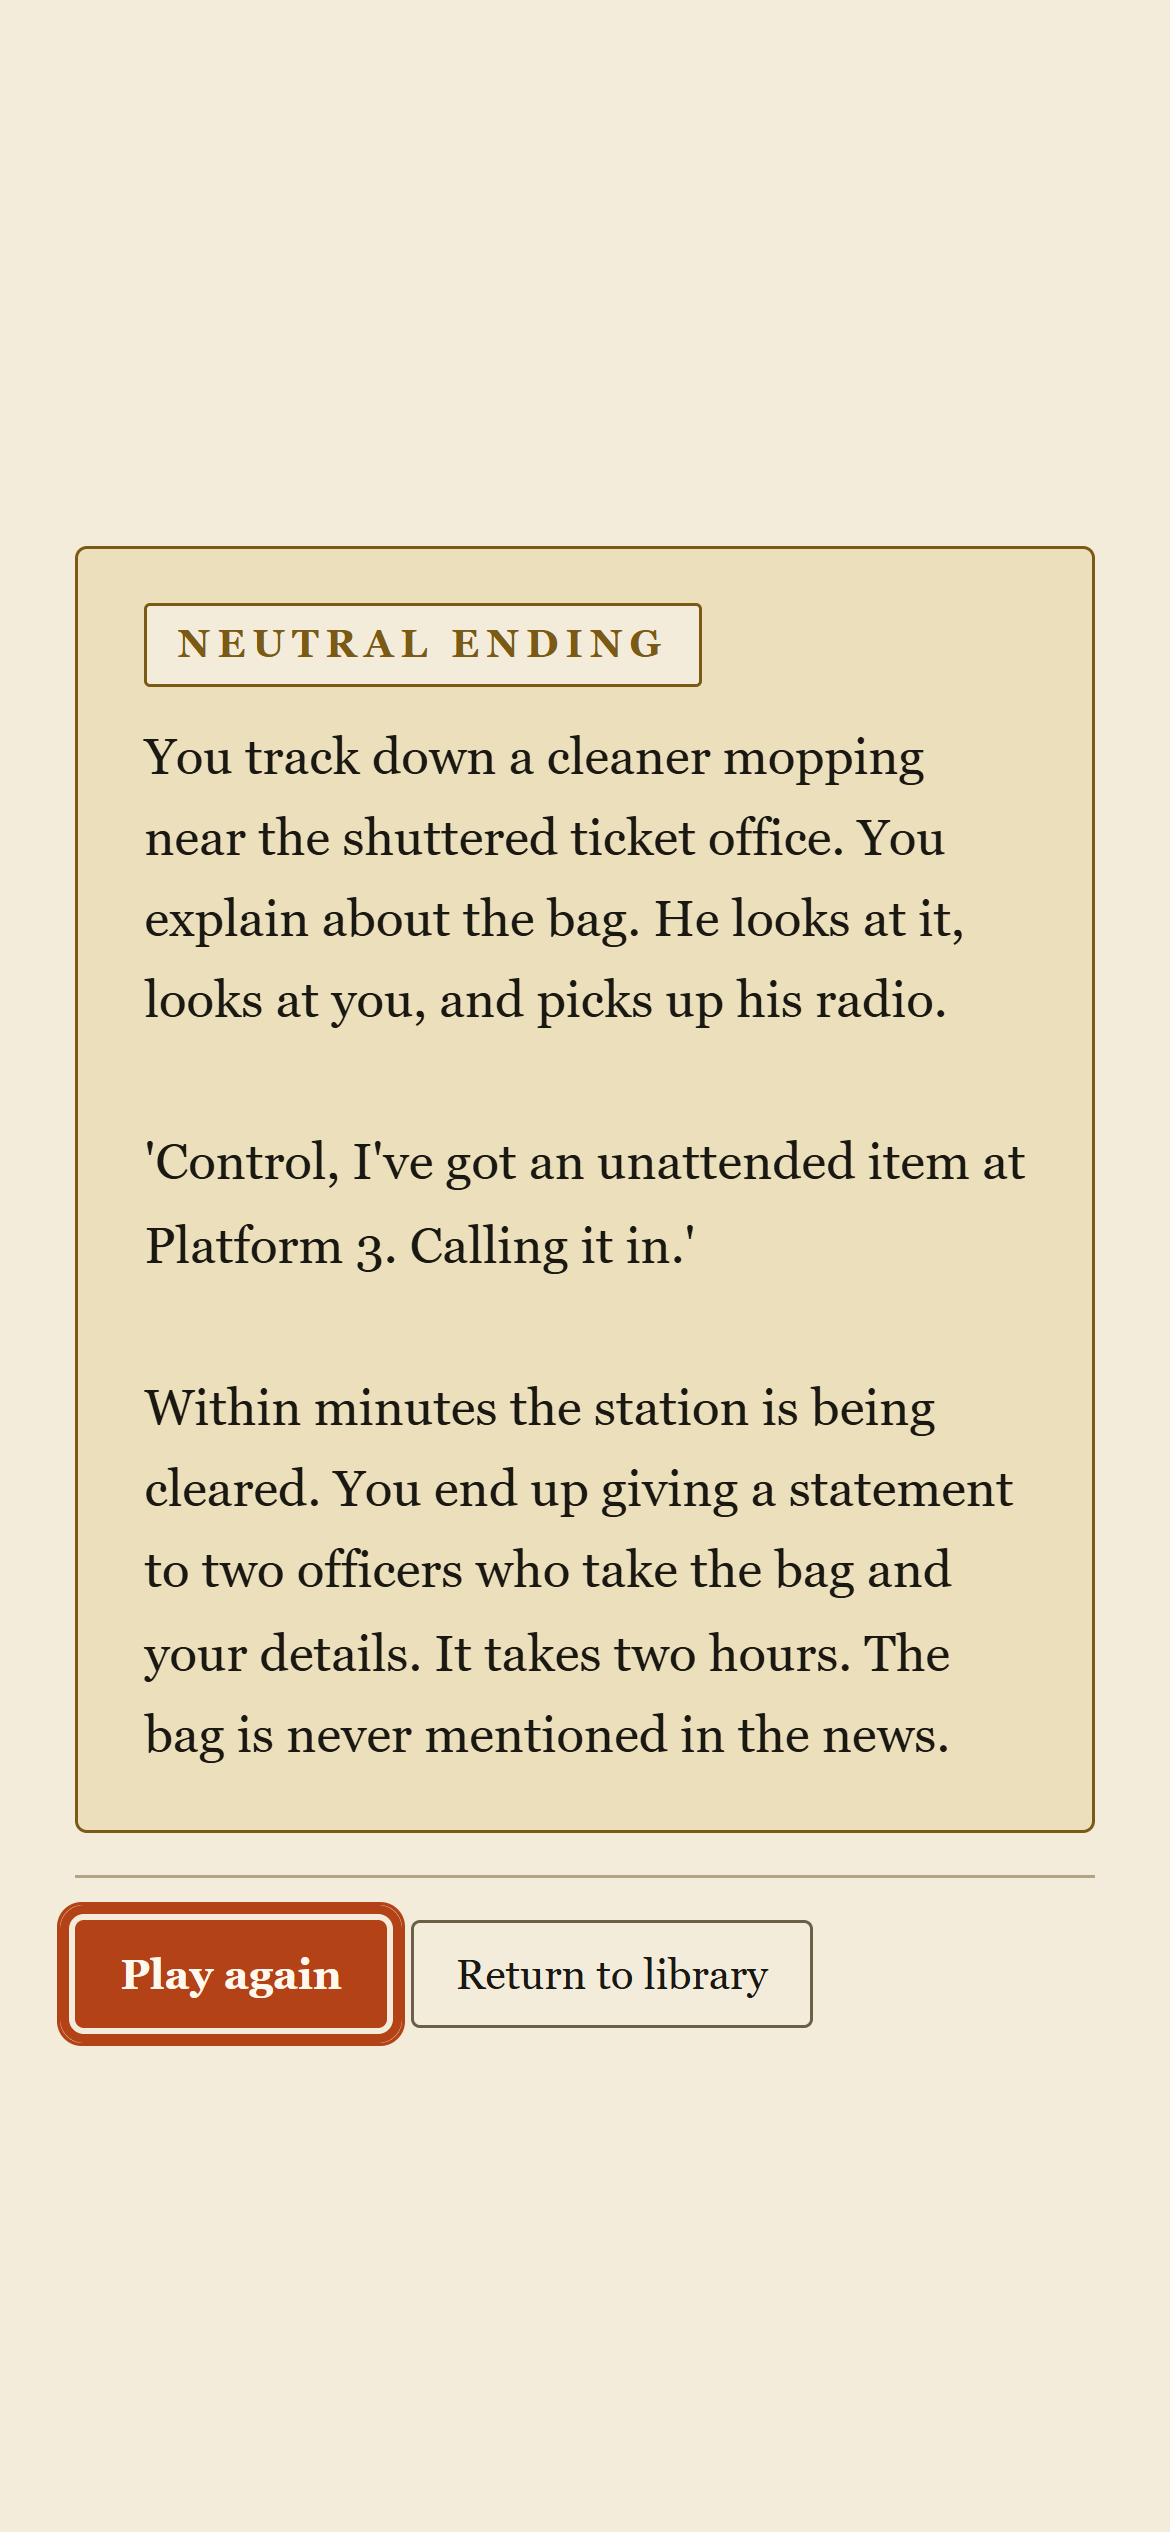 NEUTRAL ENDING
You track down a cleaner mopping
near the shuttered ticket office. You
explain about the bag. He looks at it,
looks at you, and picks up his radio.
'Control, I've got an unattended item at
Platform 3. Calling it in.'
Within minutes the station is being
cleared. You end up giving a statement
to two officers who take the bag and
your details. It takes two hours. The
bag is never mentioned in the news.
Play again
Return to library